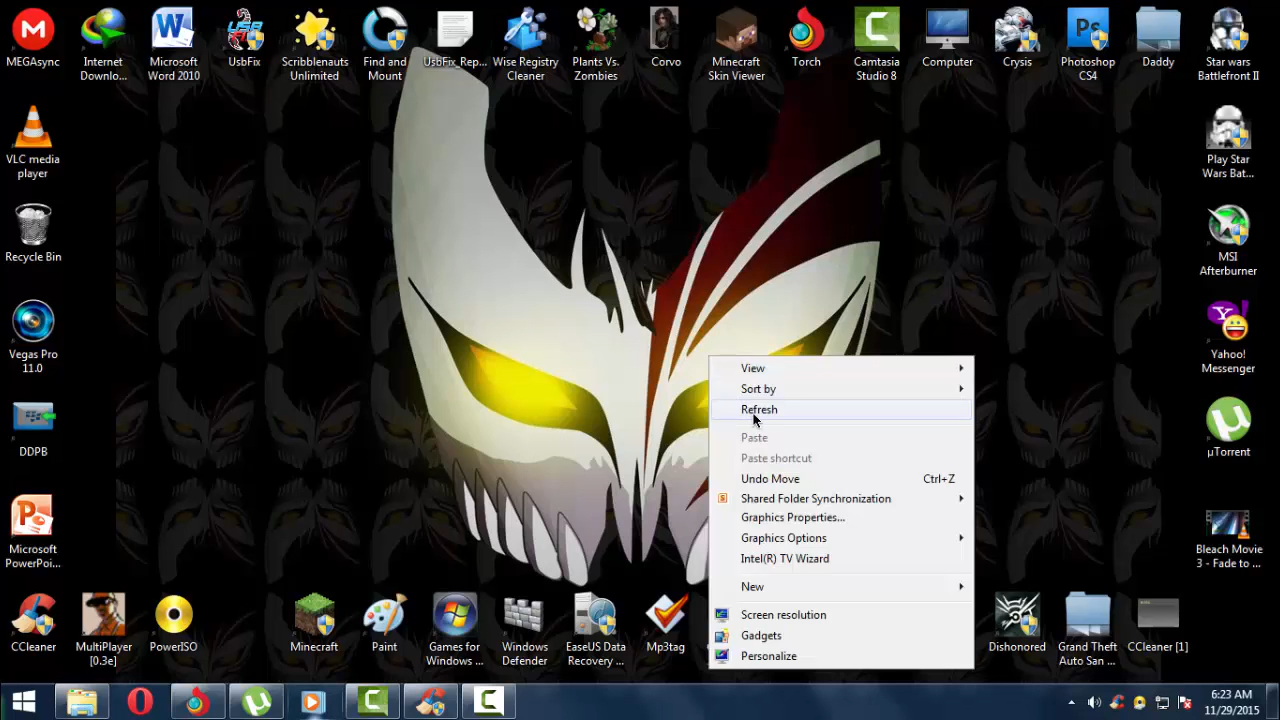 MEGAsync
Internet
Downlo...
Microsoft
Word 2010
UsbFix
Scribblenauts
Unlimited
Find and
Mount
UsbFix_Rep...
Wise Registry
Cleaner
Plants Vs.
Zombies
Corvo
Minecraft
Skin Viewer
Torch
Camtasia
Studio 8
Computer
Crysis
Photoshop
CS4
Daddy
Star wars
Battlefront II
VLC media
player
Play Star
Wars Bat...
Recycle Bin
MSI
Afterburner
Vegas Pro
11.0
Yahoo!
Messenger
DDPB
µTorrent
Microsoft
PowerPoi...
Bleach Movie
3 - Fade to ...
View
Sort by
Refresh
Paste
Paste shortcut
Undo Move Ctrl+Z
Shared Folder Synchronization
Graphics Properties...
Graphics Options
Intel(R) TV Wizard
New
Screen resolution
Gadgets
Personalize
CCleaner
MultiPlayer
[0.3e]
PowerISO
Minecraft
Paint
Games for
Windows ...
Windows
Defender
EaseUS Data
Recovery ...
Mp3tag
Dishonored
Grand Theft
Auto San ...
CCleaner [1]
6:23 AM
11/29/2015